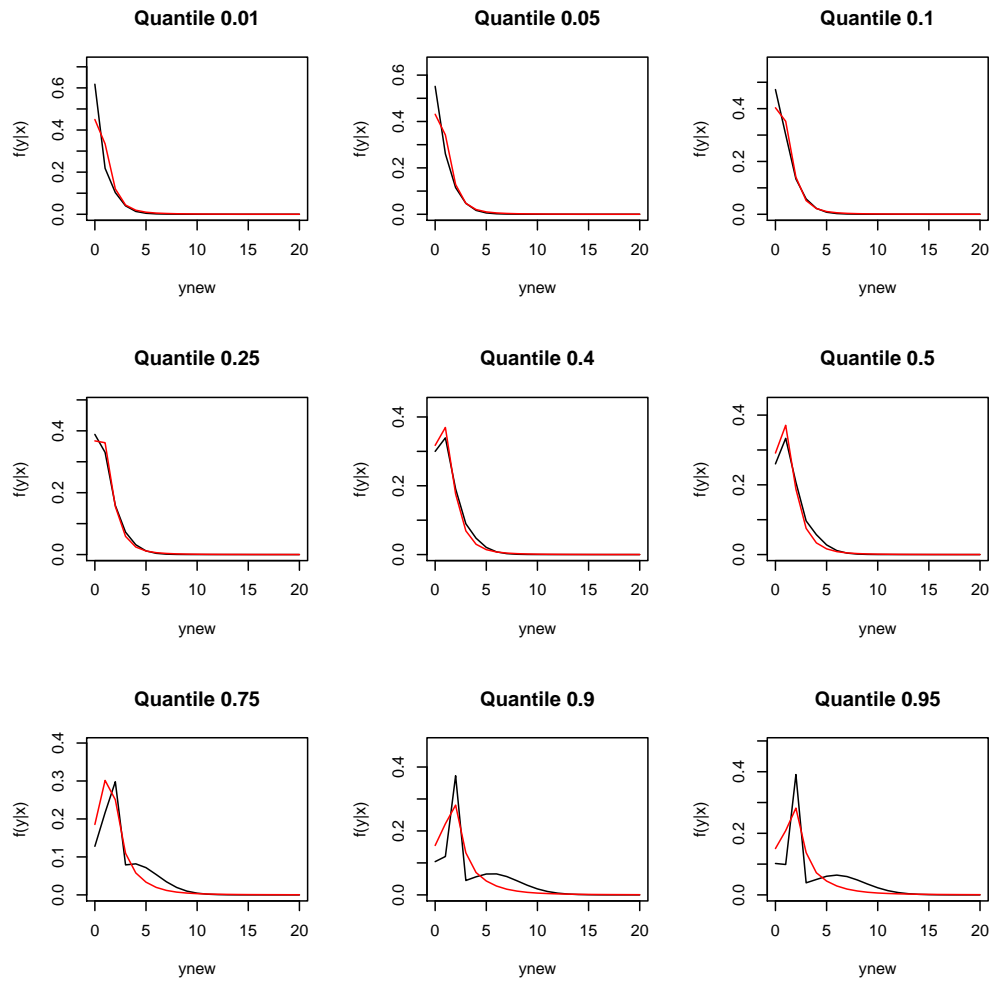 Quantile 0.01
f(y|x)
0.0 0.2 0.4 0.6
0 5 10 15 20
ynew
Quantile 0.05
f(y|x)
0.0 0.2 0.4 0.6
0 5 10 15 20
ynew
Quantile 0.1
f(y|x)
0.0 0.2 0.4
0 5 10 15 20
ynew
Quantile 0.25
f(y|x)
0.0 0.2 0.4
0 5 10 15 20
ynew
Quantile 0.4
f(y|x)
0.0 0.2 0.4
0 5 10 15 20
ynew
Quantile 0.5
f(y|x)
0.0 0.2 0.4
0 5 10 15 20
ynew
Quantile 0.75
f(y|x)
0.0 0.1 0.2 0.3 0.4
0 5 10 15 20
ynew
Quantile 0.9
f(y|x)
0.0 0.2 0.4
0 5 10 15 20
ynew
Quantile 0.95
f(y|x)
0.0 0.2 0.4
0 5 10 15 20
ynew